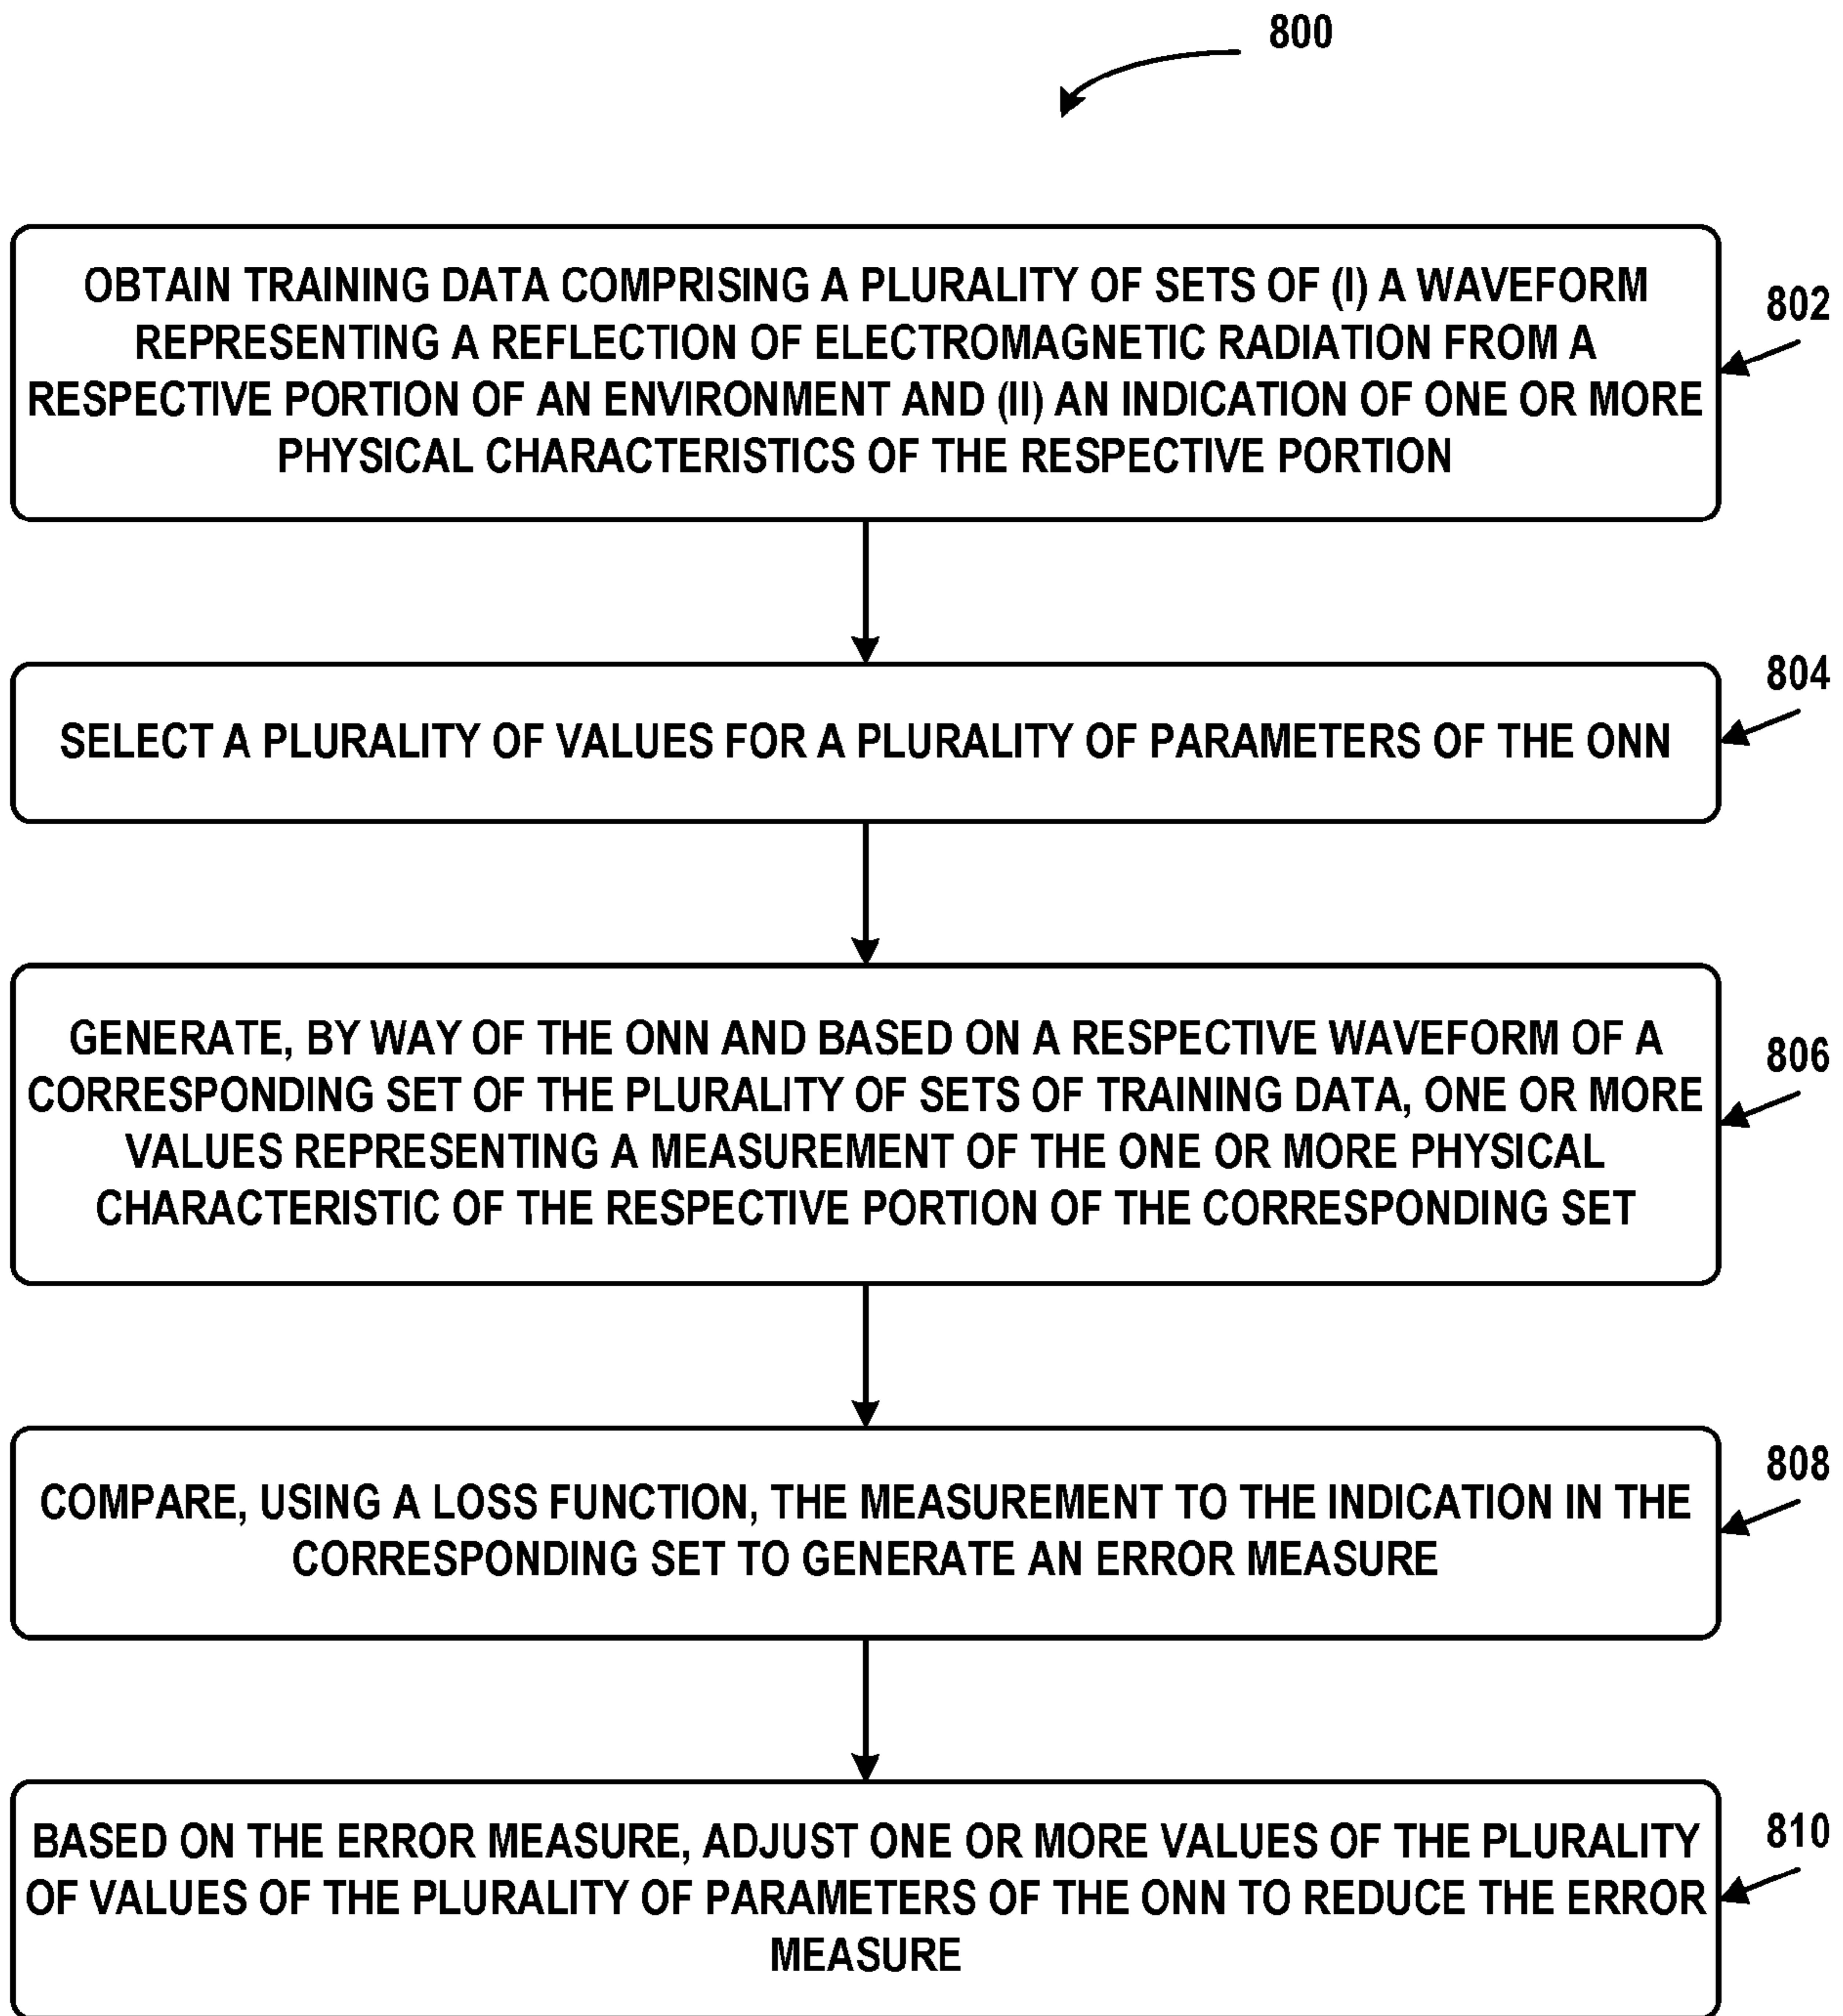 800
OBTAIN TRAINING DATA COMPRISING A PLURALITY OF SETS OF (I) A WAVEFORM
REPRESENTING A REFLECTION OF ELECTROMAGNETIC RADIATION FROM A
RESPECTIVE PORTION OF AN ENVIRONMENT AND (II) AN INDICATION OF ONE OR MORE
PHYSICAL CHARACTERISTICS OF THE RESPECTIVE PORTION
802
SELECT A PLURALITY OF VALUES FOR A PLURALITY OF PARAMETERS OF THE ONN
804
GENERATE, BY WAY OF THE ONN AND BASED ON A RESPECTIVE WAVEFORM OF A
CORRESPONDING SET OF THE PLURALITY OF SETS OF TRAINING DATA, ONE OR MORE
VALUES REPRESENTING A MEASUREMENT OF THE ONE OR MORE PHYSICAL
CHARACTERISTIC OF THE RESPECTIVE PORTION OF THE CORRESPONDING SET
806
COMPARE, USING A LOSS FUNCTION, THE MEASUREMENT TO THE INDICATION IN THE
CORRESPONDING SET TO GENERATE AN ERROR MEASURE
808
BASED ON THE ERROR MEASURE, ADJUST ONE OR MORE VALUES OF THE PLURALITY
OF VALUES OF THE PLURALITY OF PARAMETERS OF THE ONN TO REDUCE THE ERROR
MEASURE
810